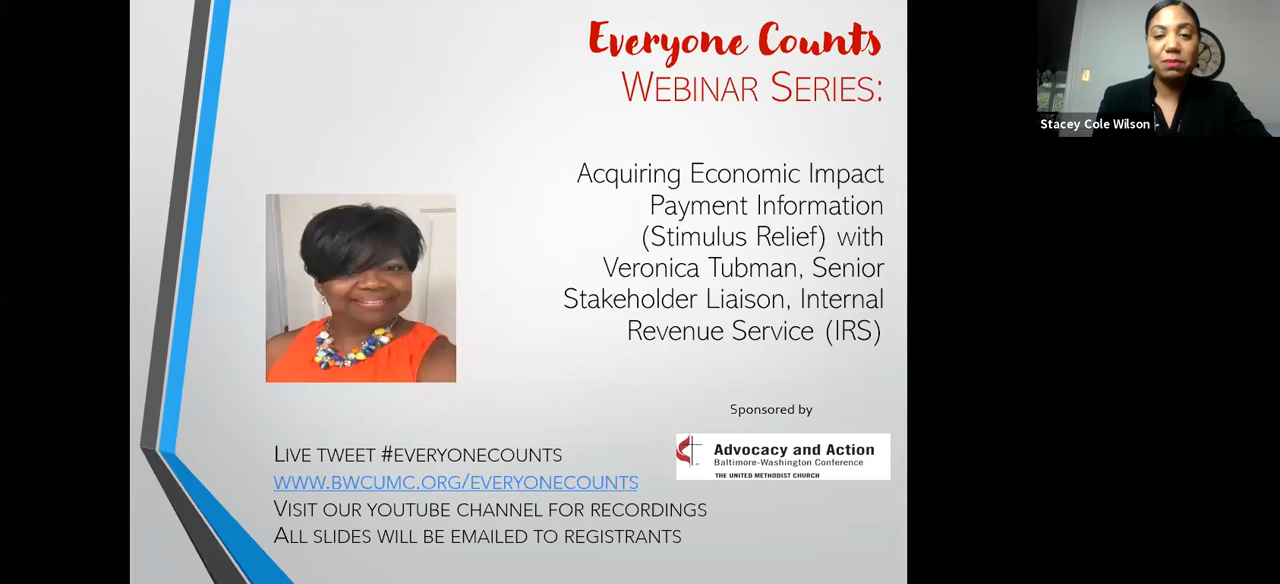 Everyone Counts
WEBINAR SERIES:
Acquiring Economic Impact
Payment Information
(Stimulus Relief) with
Veronica Tubman, Senior
Stakeholder Liaison, Internal
Revenue Service (IRS)
Sponsored by
Advocacy and Action
Baltimore-Washington Conference
THE UNITED METHODIST CHURCH
LIVE TWEET #EVERYONECOUNTS
WWW.BWCUMC.ORG/EVERYONECOUNTS
VISIT OUR YOUTUBE CHANNEL FOR RECORDINGS
ALL SLIDES WILL BE EMAILED TO REGISTRANTS
Stacey Cole Wilson